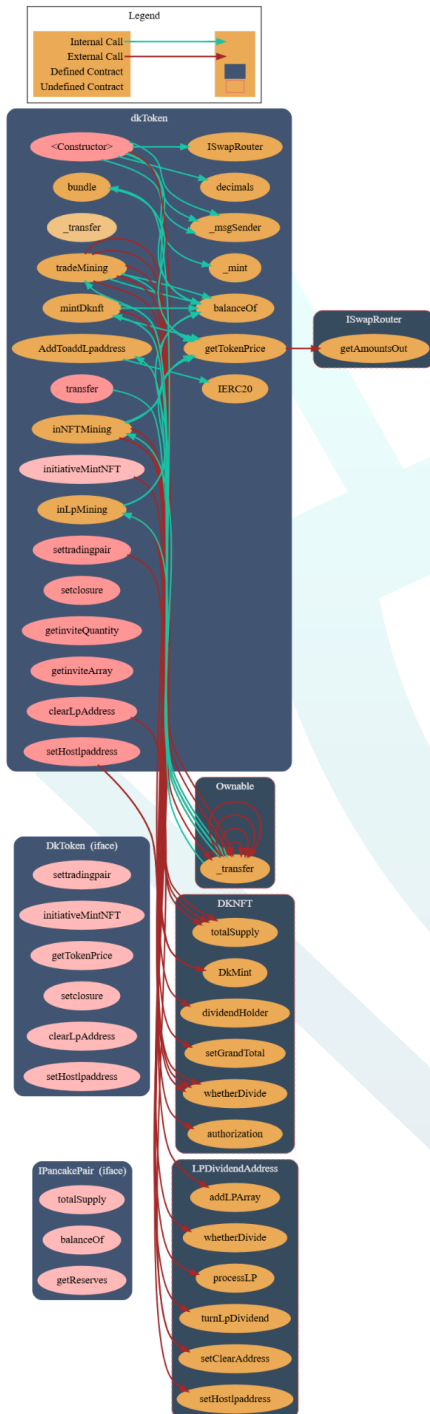 Legend
Internal Call
External Call
Defined Contract
Undefined Contract
dkToken
<Constructor>
ISwapRouter
bundle
decimals
_transfer
_msgSender
tradeMining
_mint
mintDknft
balanceOf
AddToaddLpaddress
getTokenPrice
transfer
IERC20
inNFTMining
initiativeMintNFT
inLpMining
settradingpair
setclosure
getinviteQuantity
getinviteArray
clearLpAddress
setHostlpaddress
ISwapRouter
getAmountsOut
Ownable
_transfer
DkToken (iface)
settradingpair
initiativeMintNFT
getTokenPrice
setclosure
clearLpAddress
setHostlpaddress
DKNFT
totalSupply
DkMint
dividendHolder
setGrandTotal
whetherDivide
authorization
IPancakePair (iface)
totalSupply
balanceOf
getReserves
LPDividendAddress
addLPArray
whetherDivide
processLP
turnLpDividend
setClearAddress
setHostlpaddress